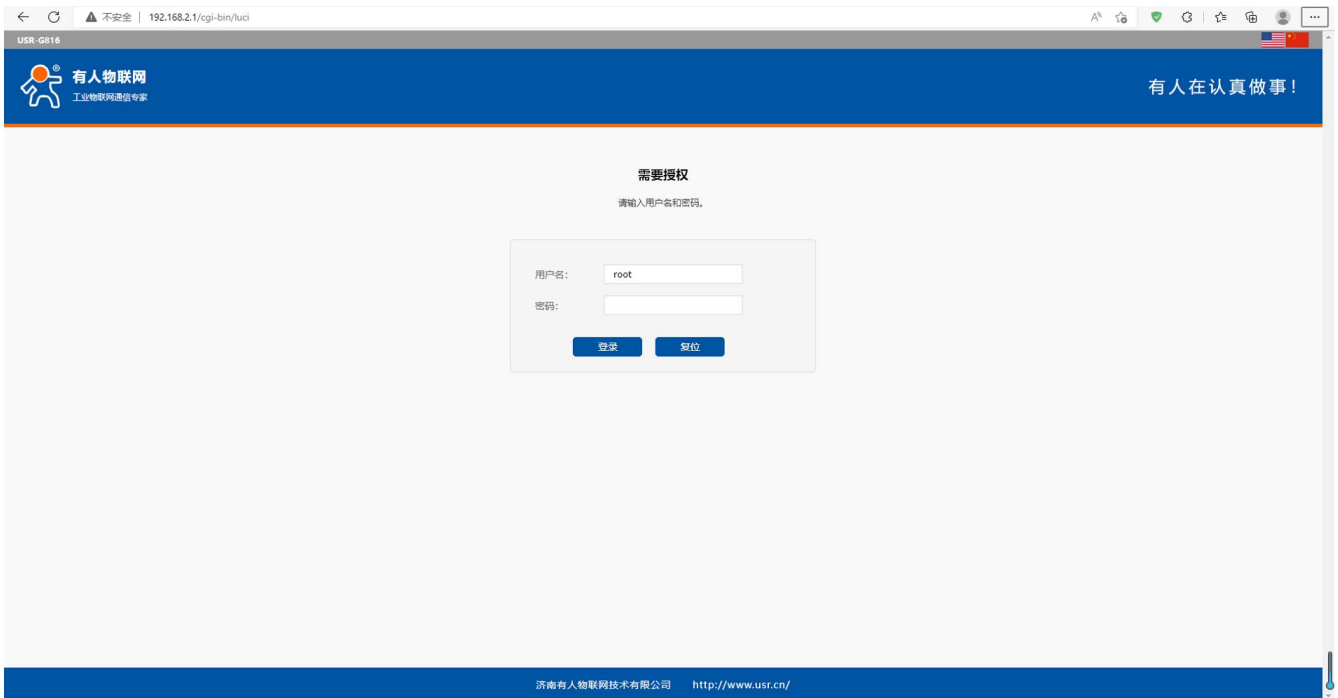 不安全 | 192.168.2.1/cgi-bin/luci
USR-G816
有人物联网
工业物联网通信专家
有人在认真做事！
需要授权
请输入用户名和密码。
用户名： root
密码：
登录 复位
济南有人物联网技术有限公司 http://www.usr.cn/